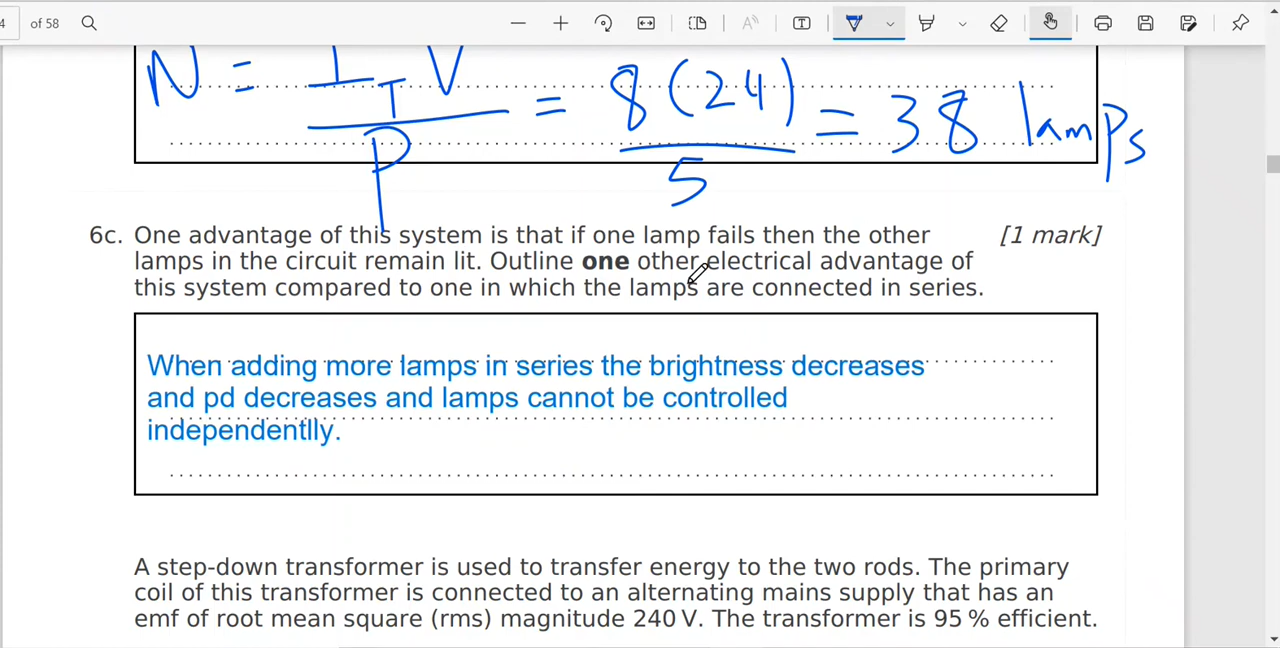 4 of 58
N = I_T V / P = 8(24) / 5 = 38 lamps
6c. One advantage of this system is that if one lamp fails then the other [1 mark]
lamps in the circuit remain lit. Outline one other electrical advantage of
this system compared to one in which the lamps are connected in series.
When adding more lamps in series the brightness decreases
and pd decreases and lamps cannot be controlled
independentlly.
A step-down transformer is used to transfer energy to the two rods. The primary
coil of this transformer is connected to an alternating mains supply that has an
emf of root mean square (rms) magnitude 240 V. The transformer is 95 % efficient.